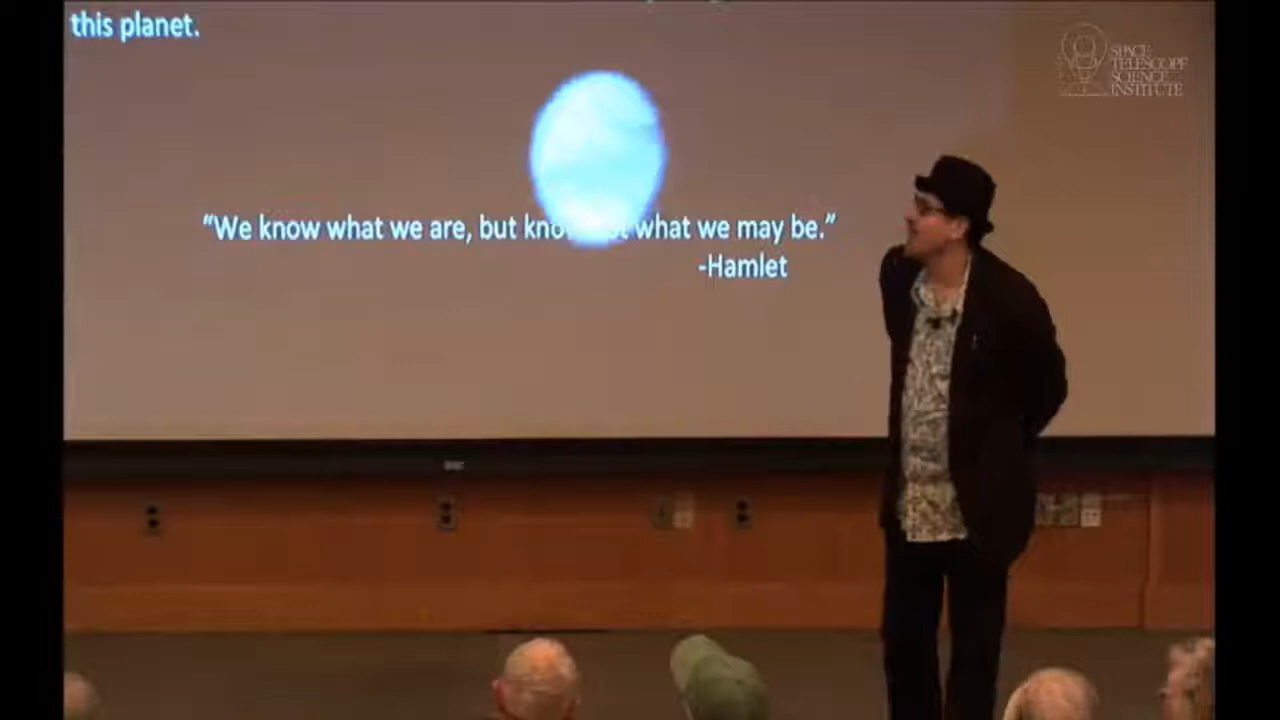 this planet.
SPACE
TELESCOPE
SCIENCE
INSTITUTE
“We know what we are, but what we may be.”
-Hamlet